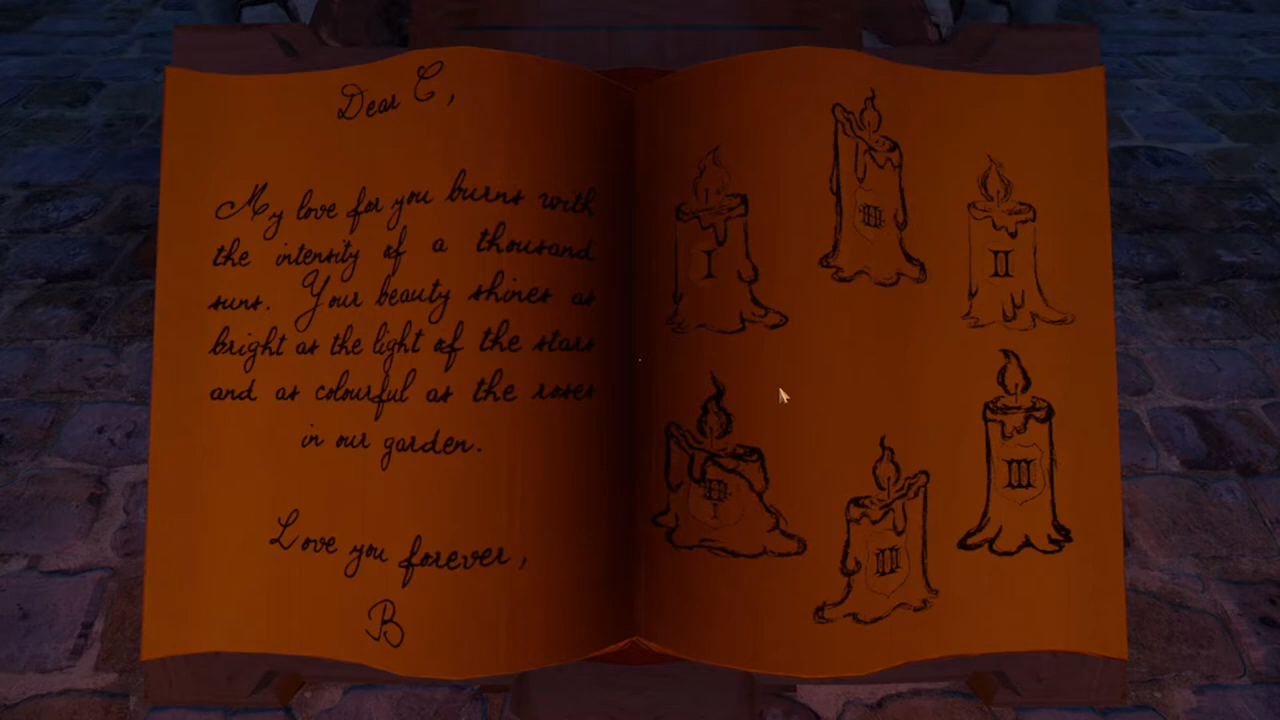 Dear C,
My love for you burns with
the intensity of a thousand
suns. Your beauty shines as
bright as the light of the stars
and as colourful as the roses
in our garden.
Love you forever,
B
I
II
III
III